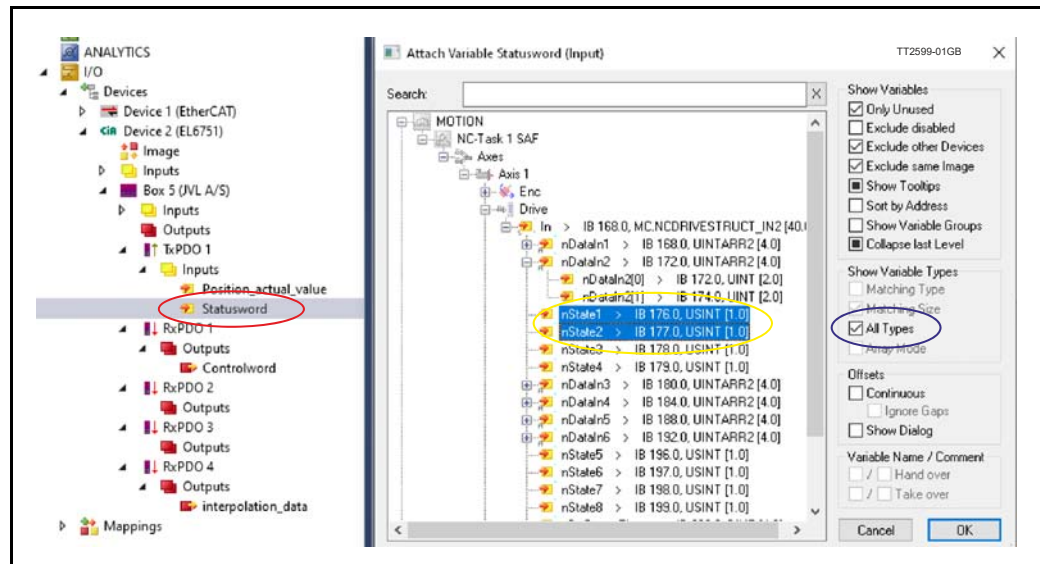 ANALYTICS
I/O
Devices
Device 1 (EtherCAT)
CiA Device 2 (EL6751)
Image
Inputs
Box 5 (JVL A/S)
Inputs
Outputs
TxPDO 1
Inputs
Position_actual_value
Statusword
RxPDO 1
Outputs
Controlword
RxPDO 2
Outputs
RxPDO 3
Outputs
RxPDO 4
Outputs
interpolation_data
Mappings
Attach Variable Statusword (Input)
TT2599-01GB
Search:
MOTION
NC-Task 1 SAF
Axes
Axis 1
Enc
Drive
In > IB 168.0, MC.NCDRIVESTRUCT_IN2 [40.
nDataIn1 > IB 168.0, UINTARR2 [4.0]
nDataIn2 > IB 172.0, UINTARR2 [4.0]
nDataIn2[0] > IB 172.0, UINT [2.0]
nDataIn2[1] > IB 174.0, UINT [2.0]
nState1 > IB 176.0, USINT [1.0]
nState2 > IB 177.0, USINT [1.0]
nState3 > IB 178.0, USINT [1.0]
nState4 > IB 179.0, USINT [1.0]
nDataIn3 > IB 180.0, UINTARR2 [4.0]
nDataIn4 > IB 184.0, UINTARR2 [4.0]
nDataIn5 > IB 188.0, UINTARR2 [4.0]
nDataIn6 > IB 192.0, UINTARR2 [4.0]
nState5 > IB 196.0, USINT [1.0]
nState6 > IB 197.0, USINT [1.0]
nState7 > IB 198.0, USINT [1.0]
nState8 > IB 199.0, USINT [1.0]
Show Variables
Only Unused
Exclude disabled
Exclude other Devices
Exclude same Image
Show Tooltips
Sort by Address
Show Variable Groups
Collapse last Level
Show Variable Types
Matching Type
Matching Size
All Types
Array Mode
Offsets
Continuous
Ignore Gaps
Show Dialog
Variable Name / Comment
/ Hand over
/ Take over
Cancel OK